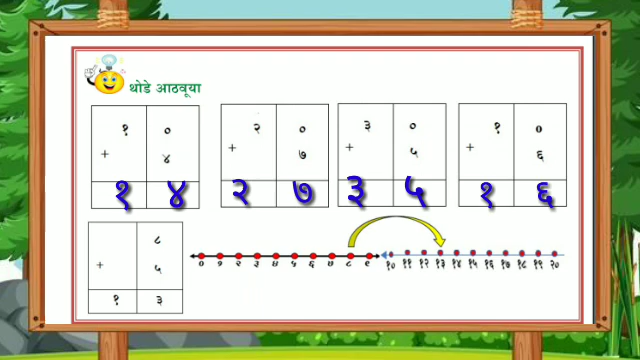 थोडे आठवूया
१ ० २ ० ३ ० १ ०
+ ४ + ७ + ५ + ६
१ ४ २ ७ ३ ५ १ ६
८
+ ५
१ ३
० १ २ ३ ४ ५ ६ ७ ८ ९ १० ११ १२ १३ १४ १५ १६ १७ १८ १९ २०